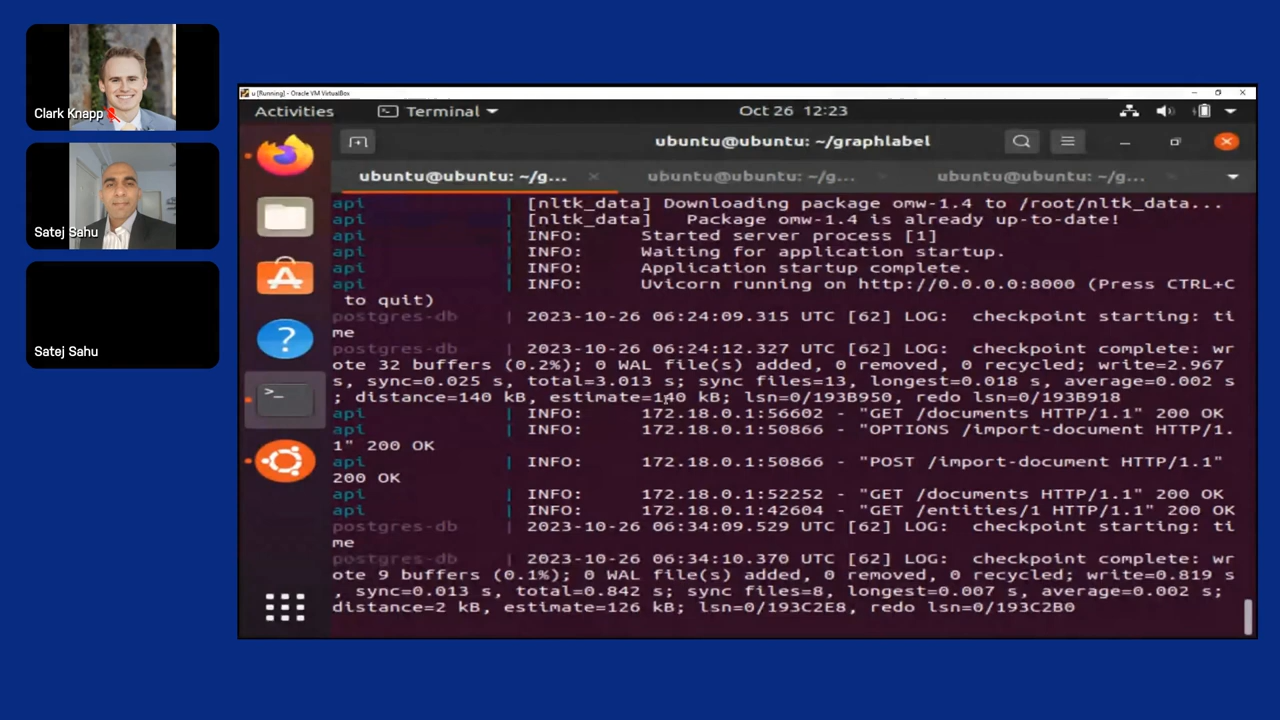 Clark Knapp
Satej Sahu
Satej Sahu
u [Running] - Oracle VM VirtualBox
Activities
Terminal
Oct 26 12:23
ubuntu@ubuntu: ~/graphlabel
ubuntu@ubuntu: ~/g...
ubuntu@ubuntu: ~/g...
ubuntu@ubuntu: ~/g...
api | [nltk_data] Downloading package omw-1.4 to /root/nltk_data...
api | [nltk_data] Package omw-1.4 is already up-to-date!
api | INFO: Started server process [1]
api | INFO: Waiting for application startup.
api | INFO: Application startup complete.
api | INFO: Uvicorn running on http://0.0.0.0:8000 (Press CTRL+C
to quit)
postgres-db | 2023-10-26 06:24:09.315 UTC [62] LOG: checkpoint starting: ti
me
postgres-db | 2023-10-26 06:24:12.327 UTC [62] LOG: checkpoint complete: wr
ote 32 buffers (0.2%); 0 WAL file(s) added, 0 removed, 0 recycled; write=2.967
s, sync=0.025 s, total=3.013 s; sync files=13, longest=0.018 s, average=0.002 s
; distance=140 kB, estimate=140 kB; lsn=0/193B950, redo lsn=0/193B918
api | INFO: 172.18.0.1:56602 - "GET /documents HTTP/1.1" 200 OK
api | INFO: 172.18.0.1:50866 - "OPTIONS /import-document HTTP/1.
1" 200 OK
api | INFO: 172.18.0.1:50866 - "POST /import-document HTTP/1.1"
200 OK
api | INFO: 172.18.0.1:52252 - "GET /documents HTTP/1.1" 200 OK
api | INFO: 172.18.0.1:42604 - "GET /entities/1 HTTP/1.1" 200 OK
postgres-db | 2023-10-26 06:34:09.529 UTC [62] LOG: checkpoint starting: ti
me
postgres-db | 2023-10-26 06:34:10.370 UTC [62] LOG: checkpoint complete: wr
ote 9 buffers (0.1%); 0 WAL file(s) added, 0 removed, 0 recycled; write=0.819 s
, sync=0.013 s, total=0.842 s; sync files=8, longest=0.007 s, average=0.002 s;
distance=2 kB, estimate=126 kB; lsn=0/193C2E8, redo lsn=0/193C2B0